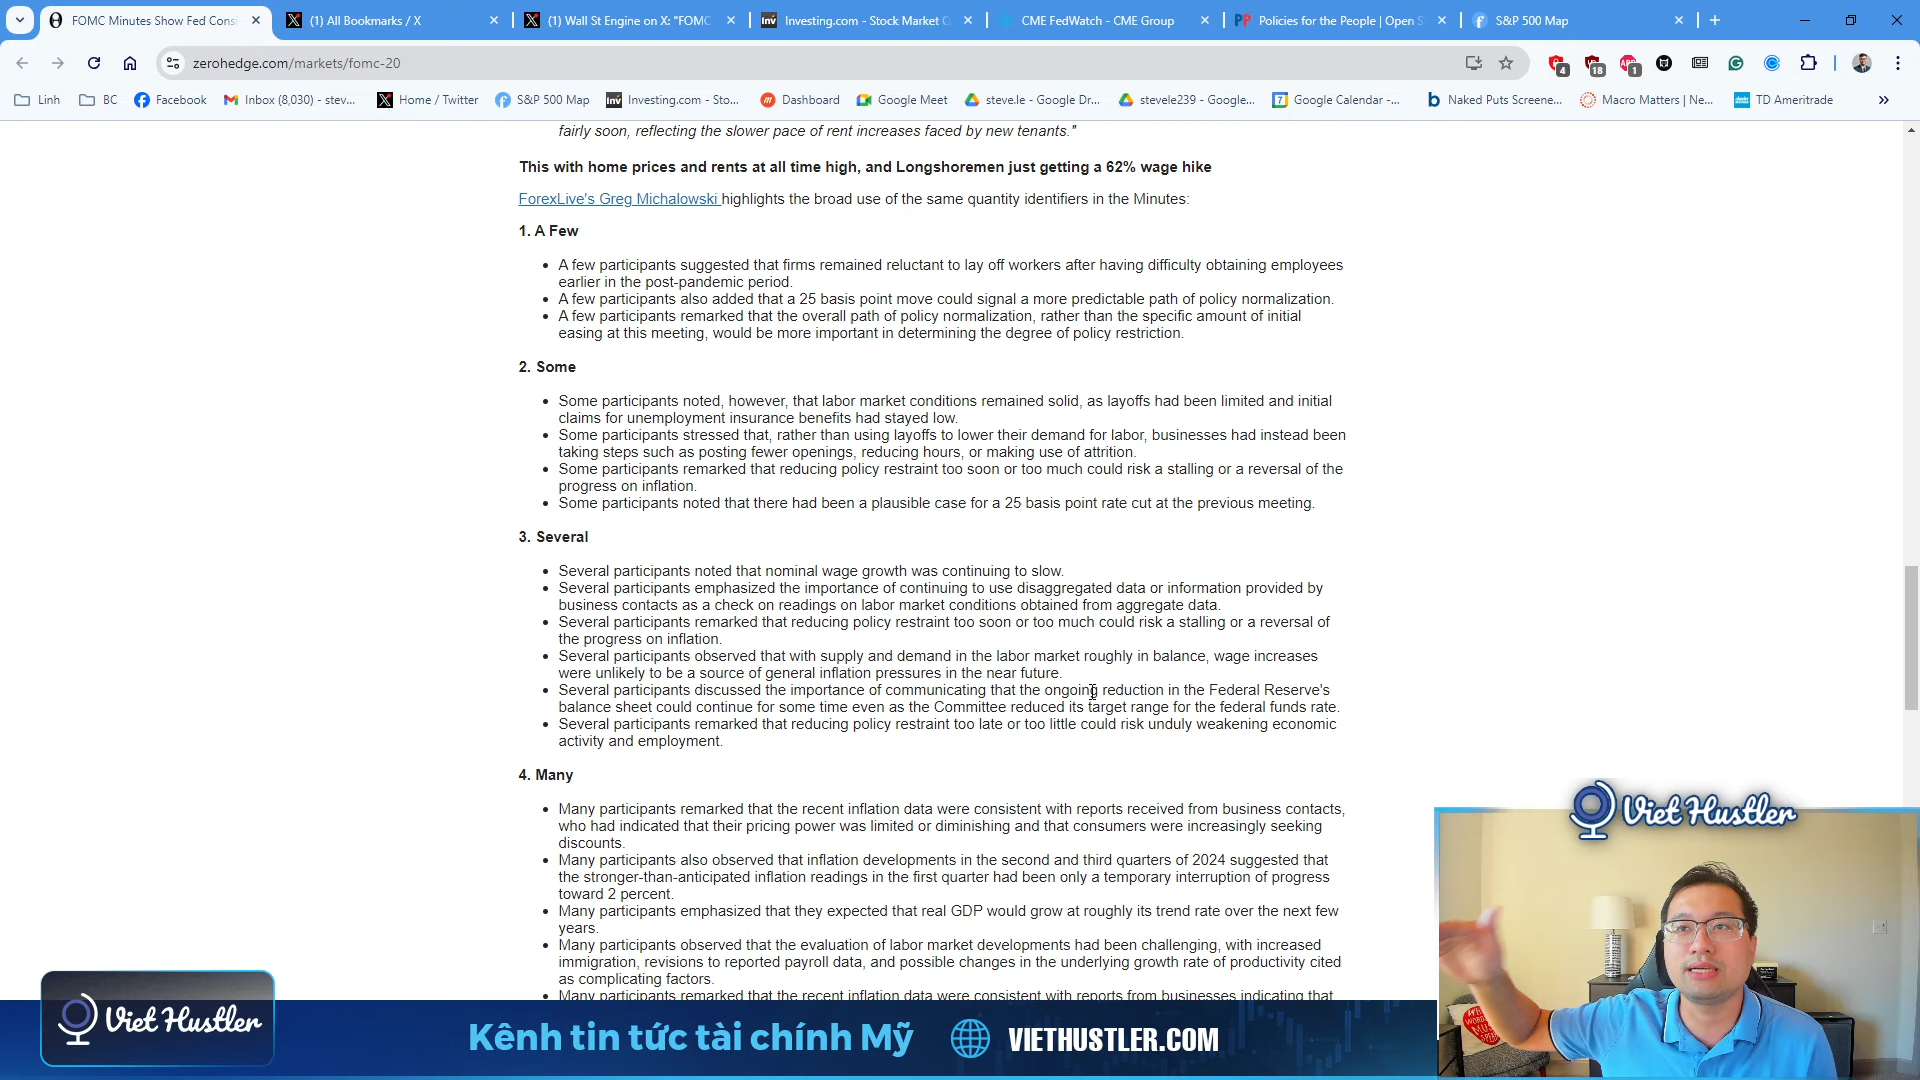 FOMC Minutes Show Fed Consi
(1) All Bookmarks / X
(1) Wall St Engine on X: "FOMC
Investing.com - Stock Market Q
CME FedWatch - CME Group
Policies for the People | Open S
S&P 500 Map
zerohedge.com/markets/fomc-20
4
18
1
Linh
BC
Facebook
Inbox (8,030) - stev...
Home / Twitter
S&P 500 Map
Investing.com - Sto...
Dashboard
Google Meet
steve.le - Google Dr...
stevele239 - Google...
Google Calendar -...
Naked Puts Screene...
Macro Matters | Ne...
TD Ameritrade
fairly soon, reflecting the slower pace of rent increases faced by new tenants."
This with home prices and rents at all time high, and Longshoremen just getting a 62% wage hike
ForexLive's Greg Michalowski highlights the broad use of the same quantity identifiers in the Minutes:
1. A Few
A few participants suggested that firms remained reluctant to lay off workers after having difficulty obtaining employees
earlier in the post-pandemic period.
A few participants also added that a 25 basis point move could signal a more predictable path of policy normalization.
A few participants remarked that the overall path of policy normalization, rather than the specific amount of initial
easing at this meeting, would be more important in determining the degree of policy restriction.
2. Some
Some participants noted, however, that labor market conditions remained solid, as layoffs had been limited and initial
claims for unemployment insurance benefits had stayed low.
Some participants stressed that, rather than using layoffs to lower their demand for labor, businesses had instead been
taking steps such as posting fewer openings, reducing hours, or making use of attrition.
Some participants remarked that reducing policy restraint too soon or too much could risk a stalling or a reversal of the
progress on inflation.
Some participants noted that there had been a plausible case for a 25 basis point rate cut at the previous meeting.
3. Several
Several participants noted that nominal wage growth was continuing to slow.
Several participants emphasized the importance of continuing to use disaggregated data or information provided by
business contacts as a check on readings on labor market conditions obtained from aggregate data.
Several participants remarked that reducing policy restraint too soon or too much could risk a stalling or a reversal of
the progress on inflation.
Several participants observed that with supply and demand in the labor market roughly in balance, wage increases
were unlikely to be a source of general inflation pressures in the near future.
Several participants discussed the importance of communicating that the ongoing reduction in the Federal Reserve's
balance sheet could continue for some time even as the Committee reduced its target range for the federal funds rate.
Several participants remarked that reducing policy restraint too late or too little could risk unduly weakening economic
activity and employment.
4. Many
Many participants remarked that the recent inflation data were consistent with reports received from business contacts,
who had indicated that their pricing power was limited or diminishing and that consumers were increasingly seeking
discounts.
Many participants also observed that inflation developments in the second and third quarters of 2024 suggested that
the stronger-than-anticipated inflation readings in the first quarter had been only a temporary interruption of progress
toward 2 percent.
Many participants emphasized that they expected that real GDP would grow at roughly its trend rate over the next few
years.
Many participants observed that the evaluation of labor market developments had been challenging, with increased
immigration, revisions to reported payroll data, and possible changes in the underlying growth rate of productivity cited
as complicating factors.
Many participants remarked that the recent inflation data were consistent with reports from businesses indicating that
Viet Hustler
Viet Hustler
Kênh tin tức tài chính Mỹ
VIETHUSTLER.COM